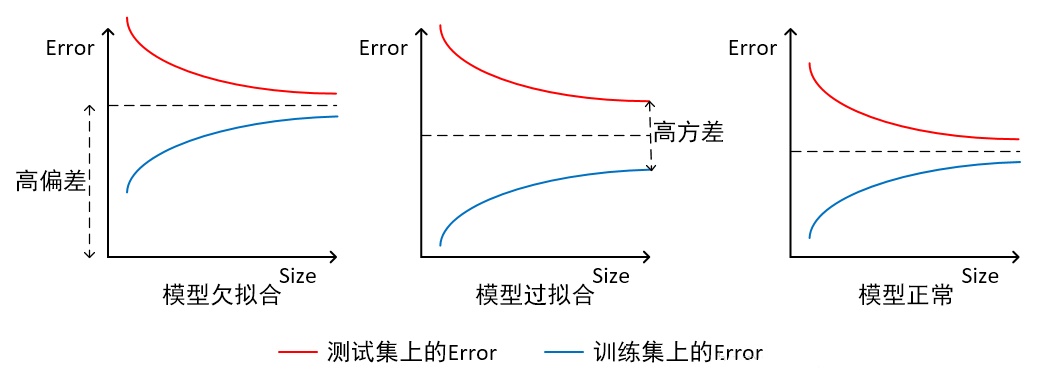 Error
高偏差
Size
模型欠拟合
Error
高方差
Size
模型过拟合
Error
Size
模型正常
测试集上的Error
训练集上的Error